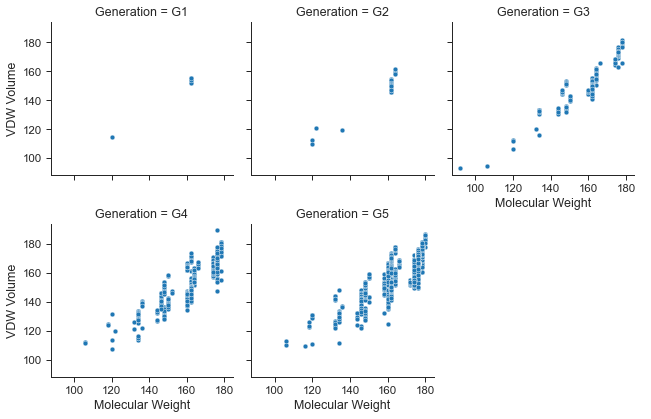 Generation = G1
Generation = G2
Generation = G3
VDW Volume
180
160
140
120
100
100
120
140
160
180
Molecular Weight
Generation = G4
Generation = G5
VDW Volume
180
160
140
120
100
100
120
140
160
180
Molecular Weight
100
120
140
160
180
Molecular Weight